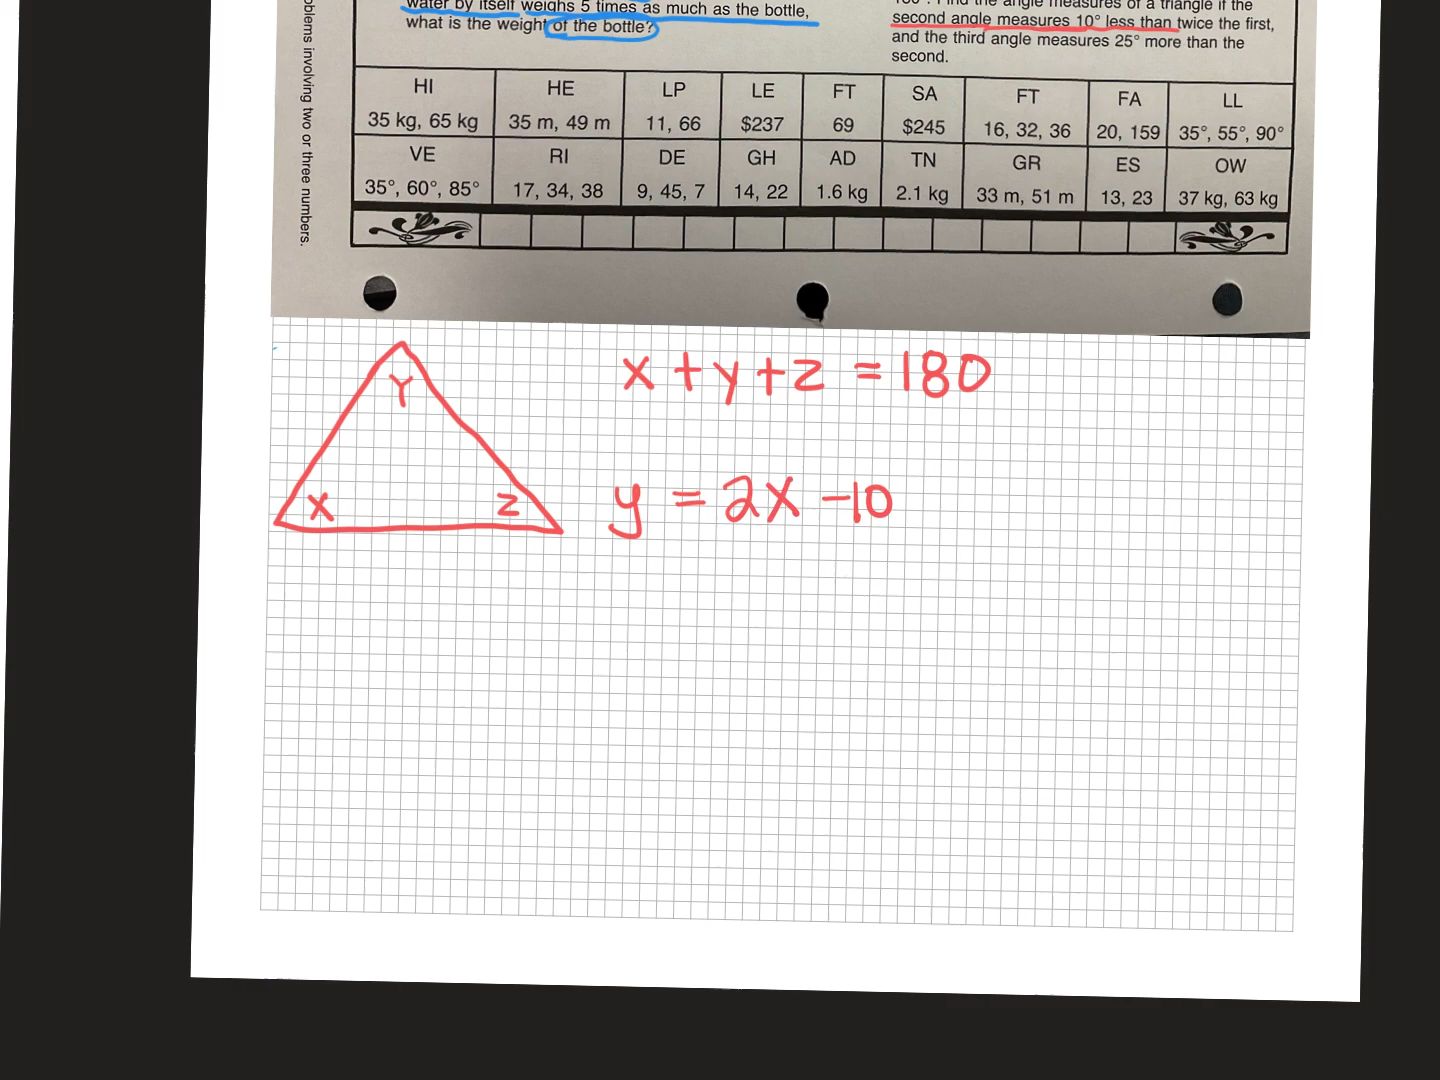 water by itself weighs 5 times as much as the bottle,
what is the weight of the bottle?
180°. Find the angle measures of a triangle if the
second angle measures 10° less than twice the first,
and the third angle measures 25° more than the
second.
oblems involving two or three numbers.
HI HE LP LE FT SA FT FA LL
35 kg, 65 kg 35 m, 49 m 11, 66 $237 69 $245 16, 32, 36 20, 159 35°, 55°, 90°
VE RI DE GH AD TN GR ES OW
35°, 60°, 85° 17, 34, 38 9, 45, 7 14, 22 1.6 kg 2.1 kg 33 m, 51 m 13, 23 37 kg, 63 kg
Y
X
Z
x + y + z = 180
y = 2x - 10